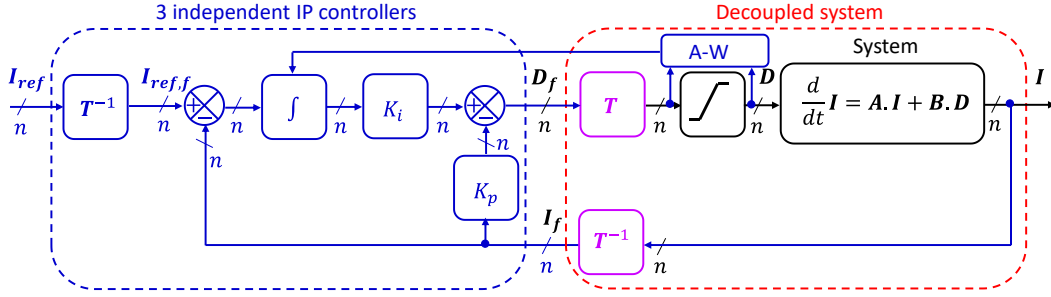 3 independent IP controllers
Decoupled system
A-W
System
I_ref
I_ref,f
D_f
D
I
T⁻¹
+
−
∫
K_i
+
−
T
d/dt I = A. I + B. D
n
n
n
n
n
n
n
n
n
n
n
K_p
I_f
T⁻¹
n
n